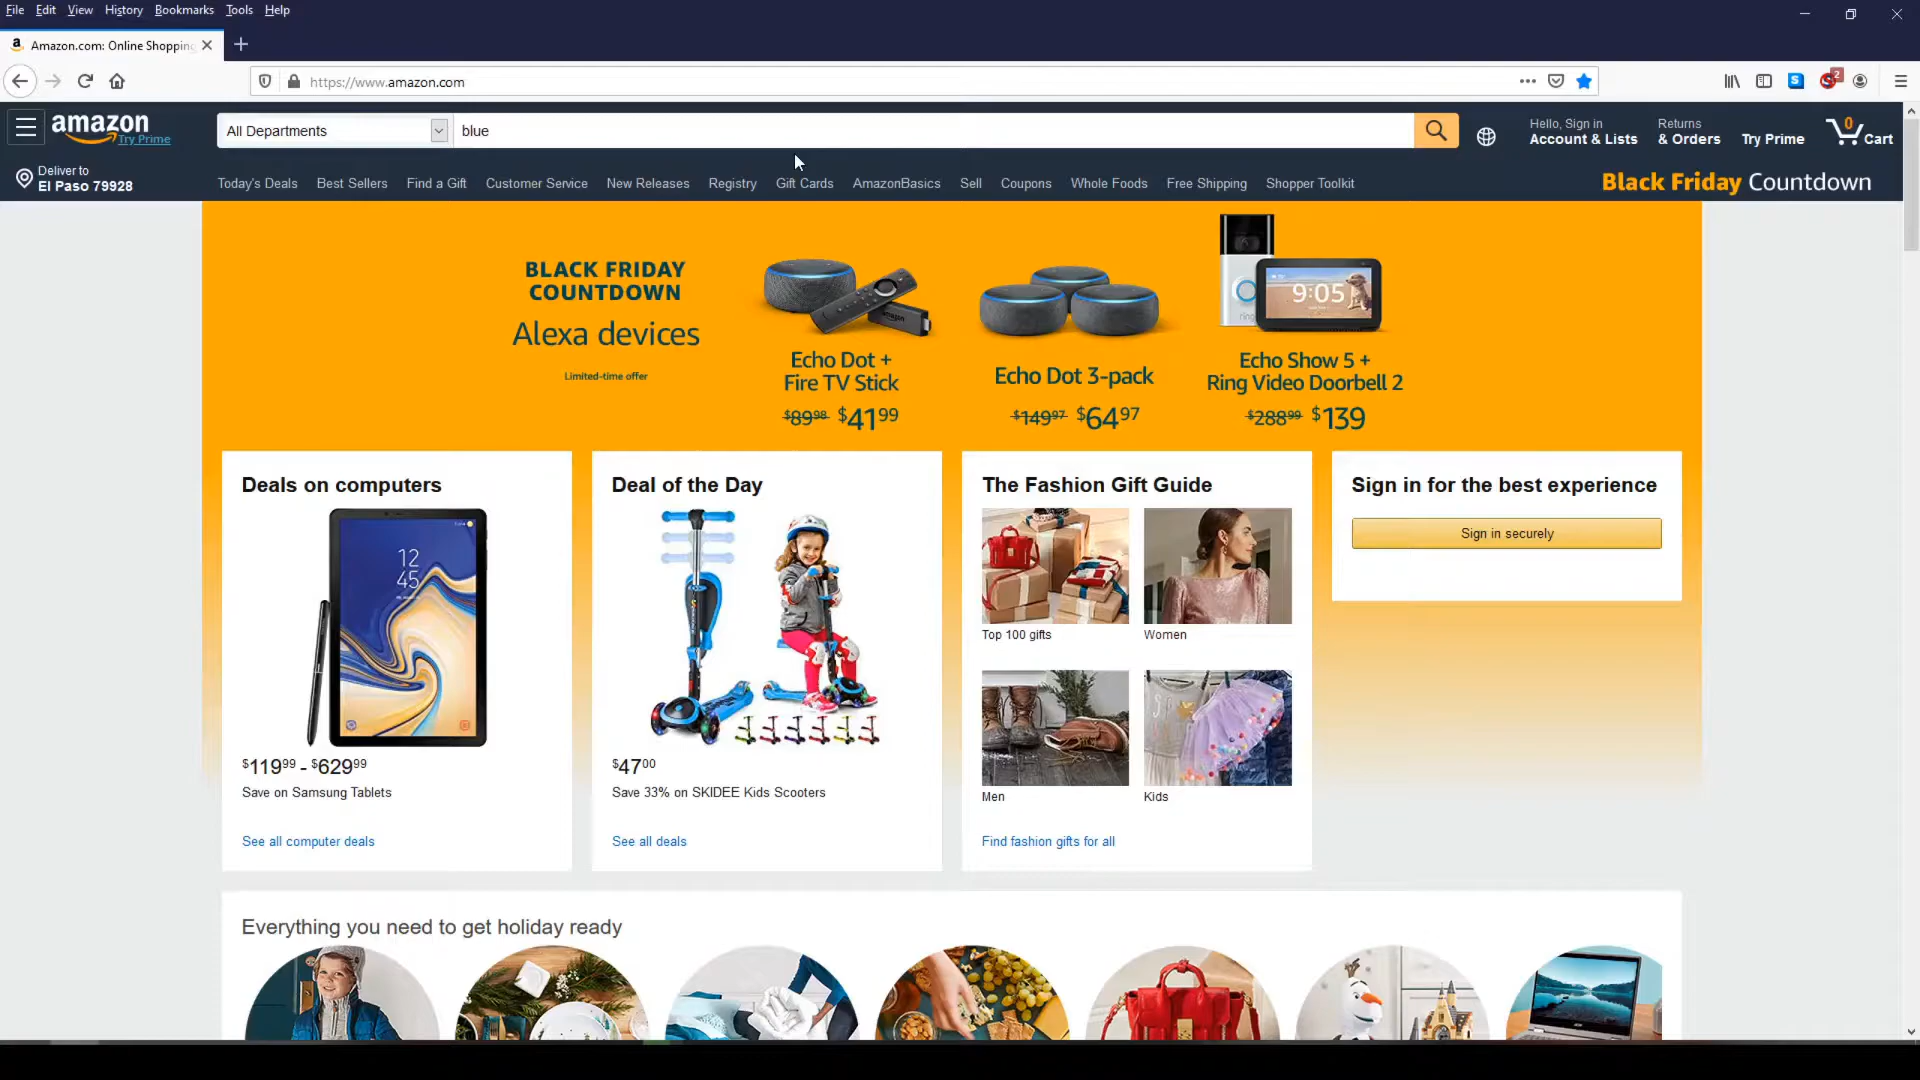 File Edit View History Bookmarks Tools Help
Amazon.com: Online Shopping
https://www.amazon.com
2
amazon
Try Prime
All Departments
blue
Hello, Sign in
Account & Lists
Returns
& Orders
Try Prime
0
Cart
Deliver to
El Paso 79928
Today's Deals Best Sellers Find a Gift Customer Service New Releases Registry Gift Cards AmazonBasics Sell Coupons Whole Foods Free Shipping Shopper Toolkit
Black Friday Countdown
BLACK FRIDAY
COUNTDOWN
Alexa devices
Limited-time offer
Echo Dot +
Fire TV Stick
$89.98 $41.99
Echo Dot 3-pack
$149.97 $64.97
9:05
ring
Echo Show 5 +
Ring Video Doorbell 2
$288.99 $139
Deals on computers
12
45
$119.99 - $629.99
Save on Samsung Tablets
See all computer deals
Deal of the Day
$47.00
Save 33% on SKIDEE Kids Scooters
See all deals
The Fashion Gift Guide
Top 100 gifts
Women
Men
Kids
Find fashion gifts for all
Sign in for the best experience
Sign in securely
Everything you need to get holiday ready